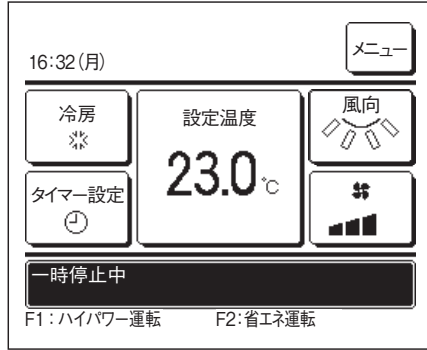 メニュー
16:32(月)
冷房
設定温度
風向
23.0℃
タイマー設定
一時停止中
F1：ハイパワー運転 F2：省エネ運転